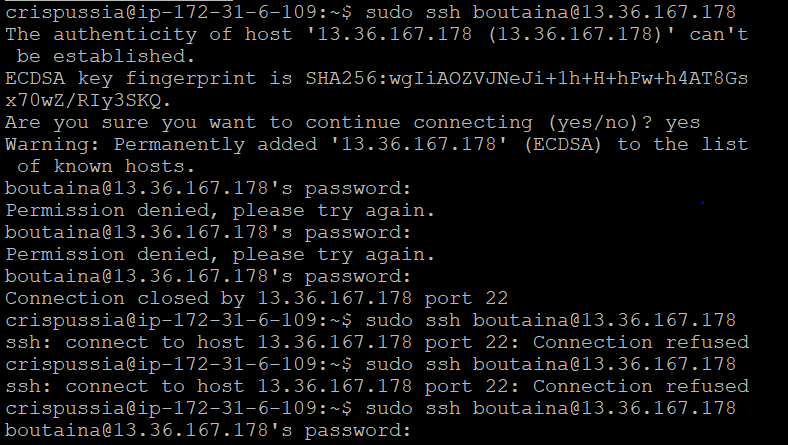 crispussia@ip-172-31-6-109:~$ sudo ssh boutaina@13.36.167.178
The authenticity of host '13.36.167.178 (13.36.167.178)' can't
 be established.
ECDSA key fingerprint is SHA256:wgIiAOZVJNeJi+1h+H+hPw+h4AT8Gs
x70wZ/RIy3SKQ.
Are you sure you want to continue connecting (yes/no)? yes
Warning: Permanently added '13.36.167.178' (ECDSA) to the list
 of known hosts.
boutaina@13.36.167.178's password:
Permission denied, please try again.
boutaina@13.36.167.178's password:
Permission denied, please try again.
boutaina@13.36.167.178's password:
Connection closed by 13.36.167.178 port 22
crispussia@ip-172-31-6-109:~$ sudo ssh boutaina@13.36.167.178
ssh: connect to host 13.36.167.178 port 22: Connection refused
crispussia@ip-172-31-6-109:~$ sudo ssh boutaina@13.36.167.178
ssh: connect to host 13.36.167.178 port 22: Connection refused
crispussia@ip-172-31-6-109:~$ sudo ssh boutaina@13.36.167.178
boutaina@13.36.167.178's password: